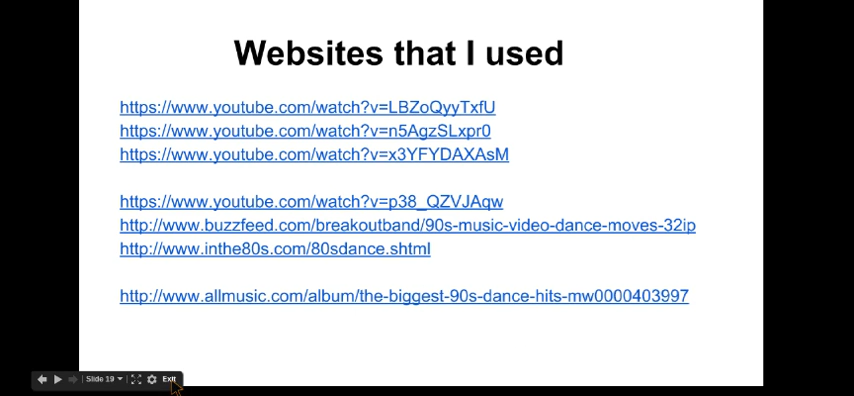 Websites that I used
https://www.youtube.com/watch?v=LBZoQyyTxfU
https://www.youtube.com/watch?v=n5AgzSLxpr0
https://www.youtube.com/watch?v=x3YFYDAXAsM
https://www.youtube.com/watch?v=p38_QZVJAqw
http://www.buzzfeed.com/breakoutband/90s-music-video-dance-moves-32ip
http://www.inthe80s.com/80sdance.shtml
http://www.allmusic.com/album/the-biggest-90s-dance-hits-mw0000403997
Slide 19 Exit